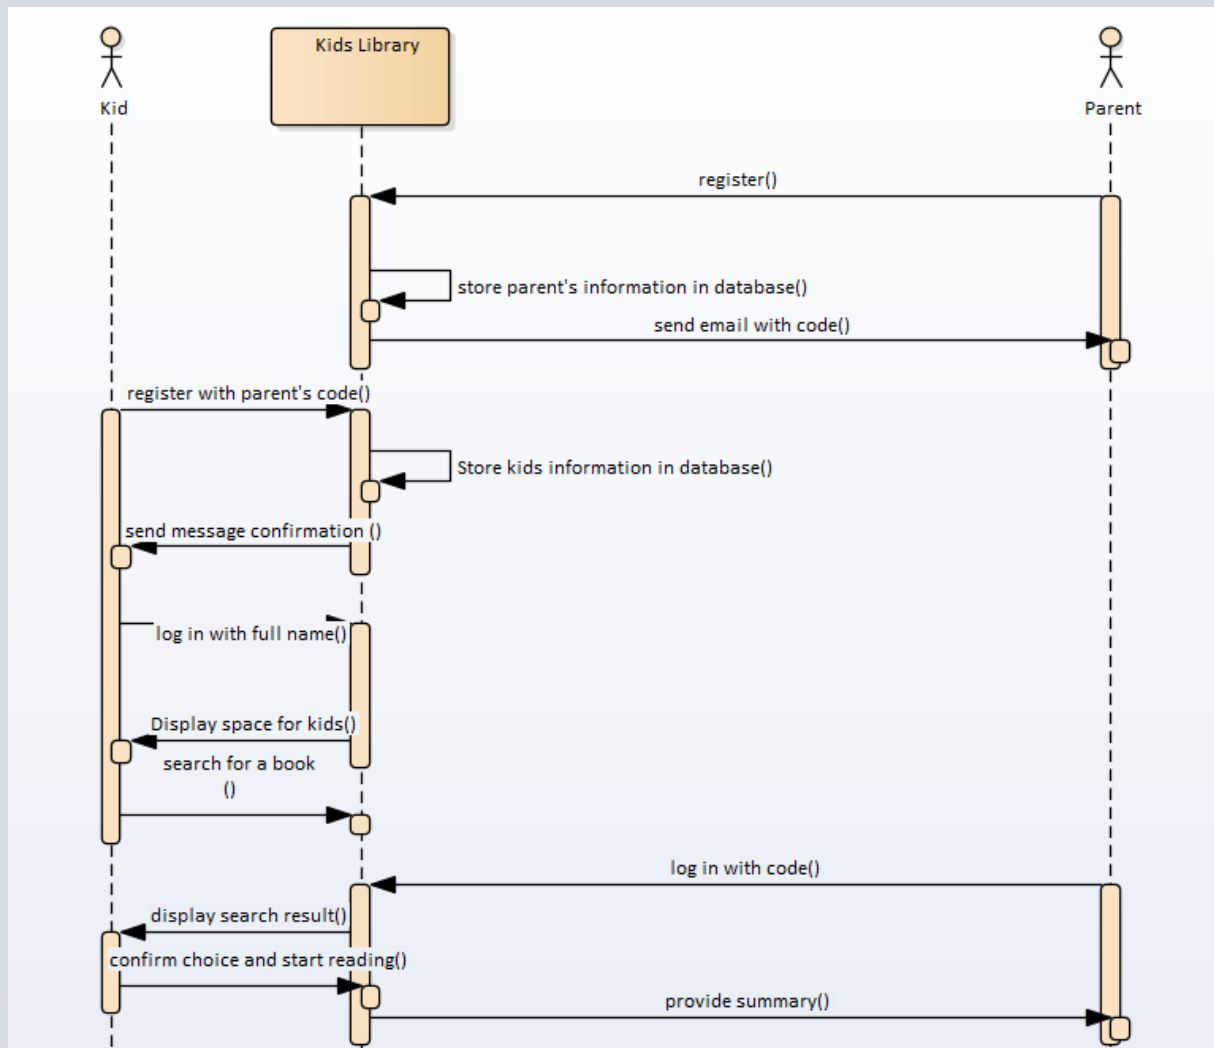 Kids Library
Kid
Parent
register()
store parent's information in database()
send email with code()
register with parent's code()
Store kids information in database()
send message confirmation ()
log in with full name()
Display space for kids()
search for a book
()
log in with code()
display search result()
confirm choice and start reading()
provide summary()